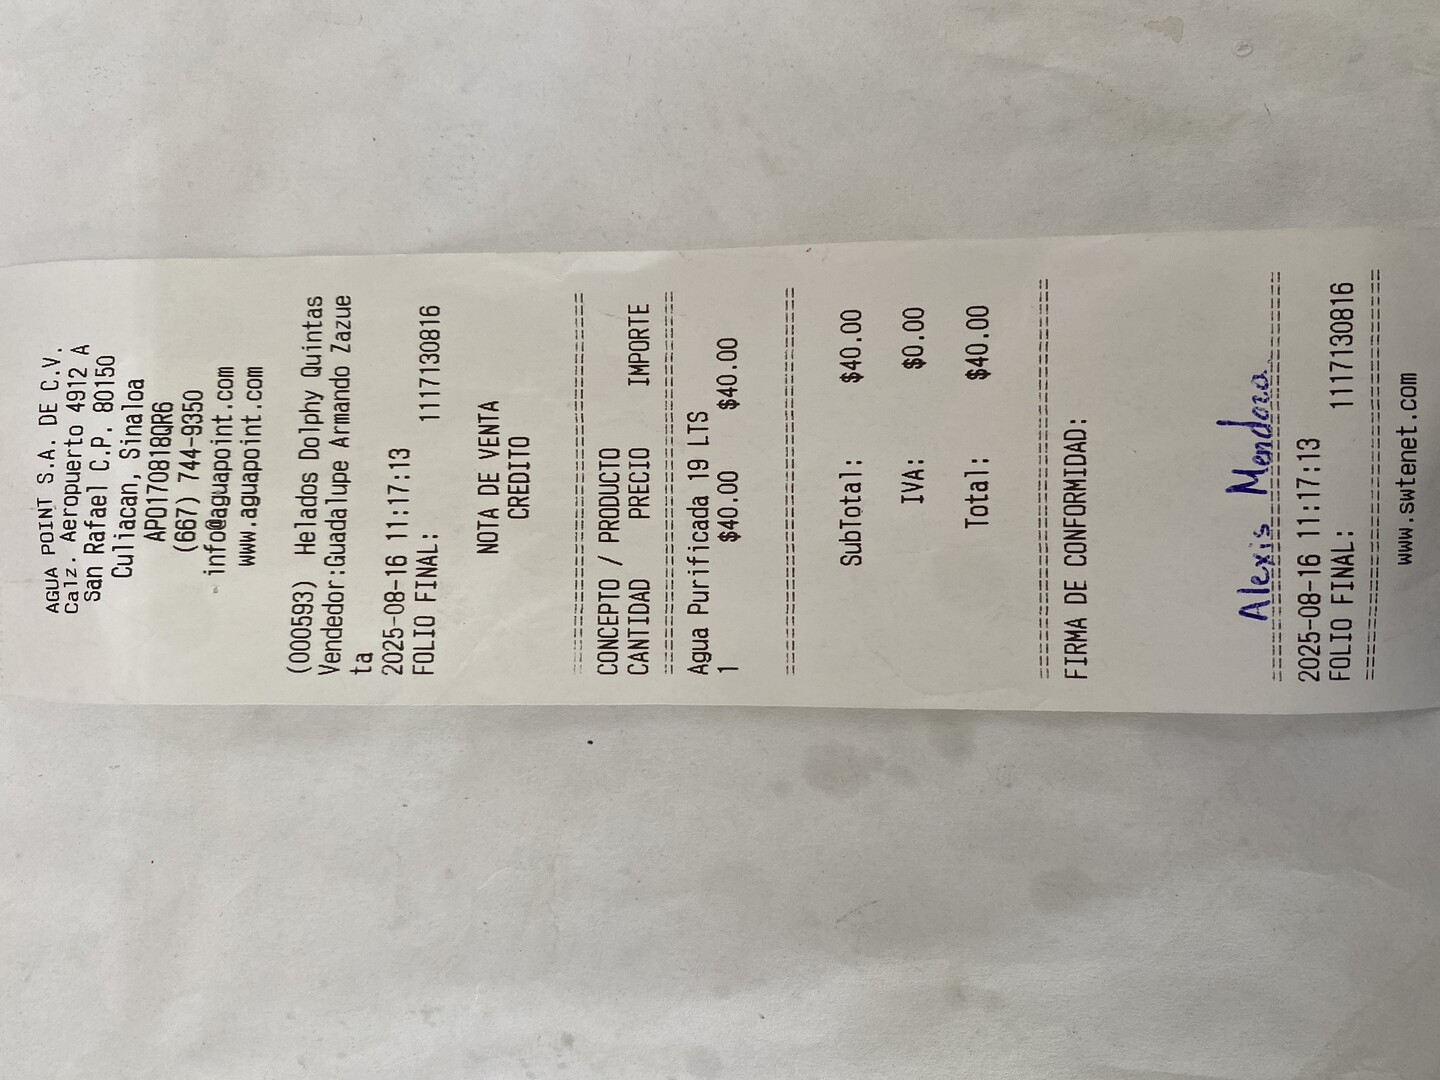 AGUA POINT S.A. DE C.V.
Calz. Aeropuerto 4912 A
San Rafael C.P. 80150
Culiacan, Sinaloa
APO170818QR6
(667) 744-9350
info@aguapoint.com
www.aguapoint.com
(000593) Helados Dolphy Quintas
Vendedor:Guadalupe Armando Zazue
ta
2025-08-16 11:17:13
FOLIO FINAL: 1117130816
NOTA DE VENTA
CREDITO
================================
CONCEPTO / PRODUCTO
CANTIDAD PRECIO IMPORTE
================================
Agua Purificada 19 LTS
1 $40.00 $40.00
================================
SubTotal: $40.00
IVA: $0.00
Total: $40.00
================================
FIRMA DE CONFORMIDAD:
Alexis Mendoza
================================
2025-08-16 11:17:13
FOLIO FINAL: 1117130816
================================
www.swtenet.com